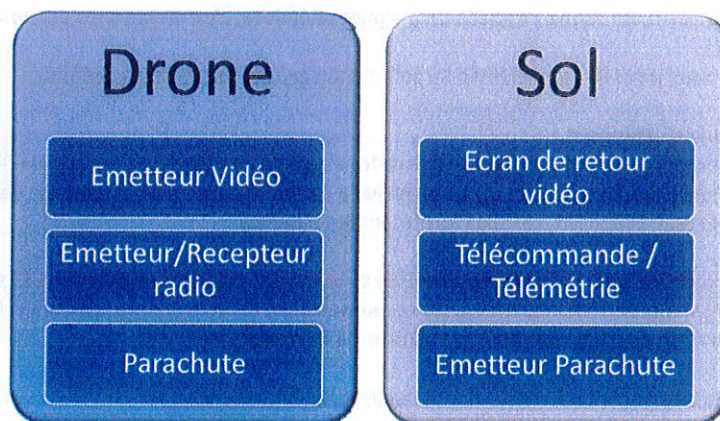 Drone
Emetteur Vidéo
Emetteur/Recepteur
radio
Parachute
Sol
Ecran de retour
vidéo
Télécommande /
Télémétrie
Emetteur Parachute